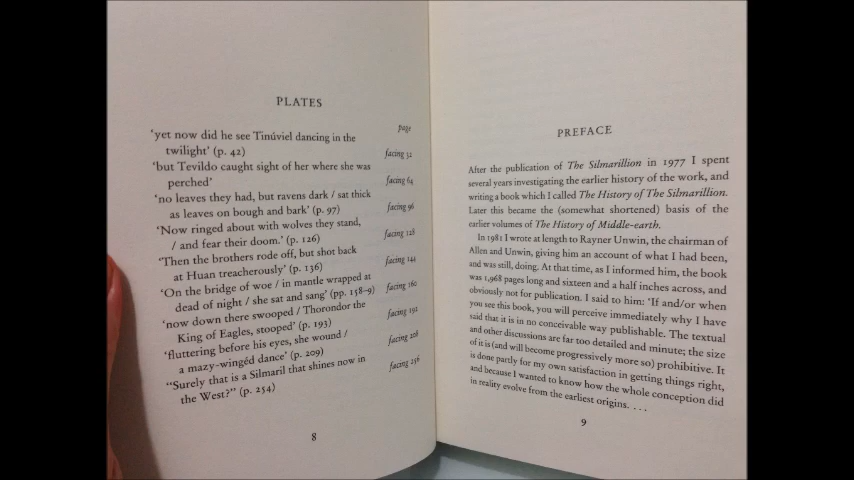 PLATES
page
'yet now did he see Tinúviel dancing in the
twilight' (p. 42) facing 32
'but Tevildo caught sight of her where she was
perched' facing 64
'no leaves they had, but ravens dark / sat thick
as leaves on bough and bark' (p. 97) facing 96
'Now ringed about with wolves they stand,
/ and fear their doom.' (p. 126) facing 128
'Then the brothers rode off, but shot back
at Huan treacherously' (p. 136) facing 144
'On the bridge of woe / in mantle wrapped at
dead of night / she sat and sang' (pp. 158–9) facing 160
'now down there swooped / Thorondor the
King of Eagles, stooped' (p. 193) facing 192
'fluttering before his eyes, she wound /
a mazy-wingéd dance' (p. 209) facing 208
"Surely that is a Silmaril that shines now in
the West?" (p. 254) facing 256
8
PREFACE
After the publication of The Silmarillion in 1977 I spent
several years investigating the earlier history of the work, and
writing a book which I called The History of The Silmarillion.
Later this became the (somewhat shortened) basis of the
earlier volumes of The History of Middle-earth.
In 1981 I wrote at length to Rayner Unwin, the chairman of
Allen and Unwin, giving him an account of what I had been,
and was still, doing. At that time, as I informed him, the book
was 1,968 pages long and sixteen and a half inches across, and
obviously not for publication. I said to him: 'If and/or when
you see this book, you will perceive immediately why I have
said that it is in no conceivable way publishable. The textual
and other discussions are far too detailed and minute; the size
of it is (and will become progressively more so) prohibitive. It
is done partly for my own satisfaction in getting things right,
and because I wanted to know how the whole conception did
in reality evolve from the earliest origins. . . .
9